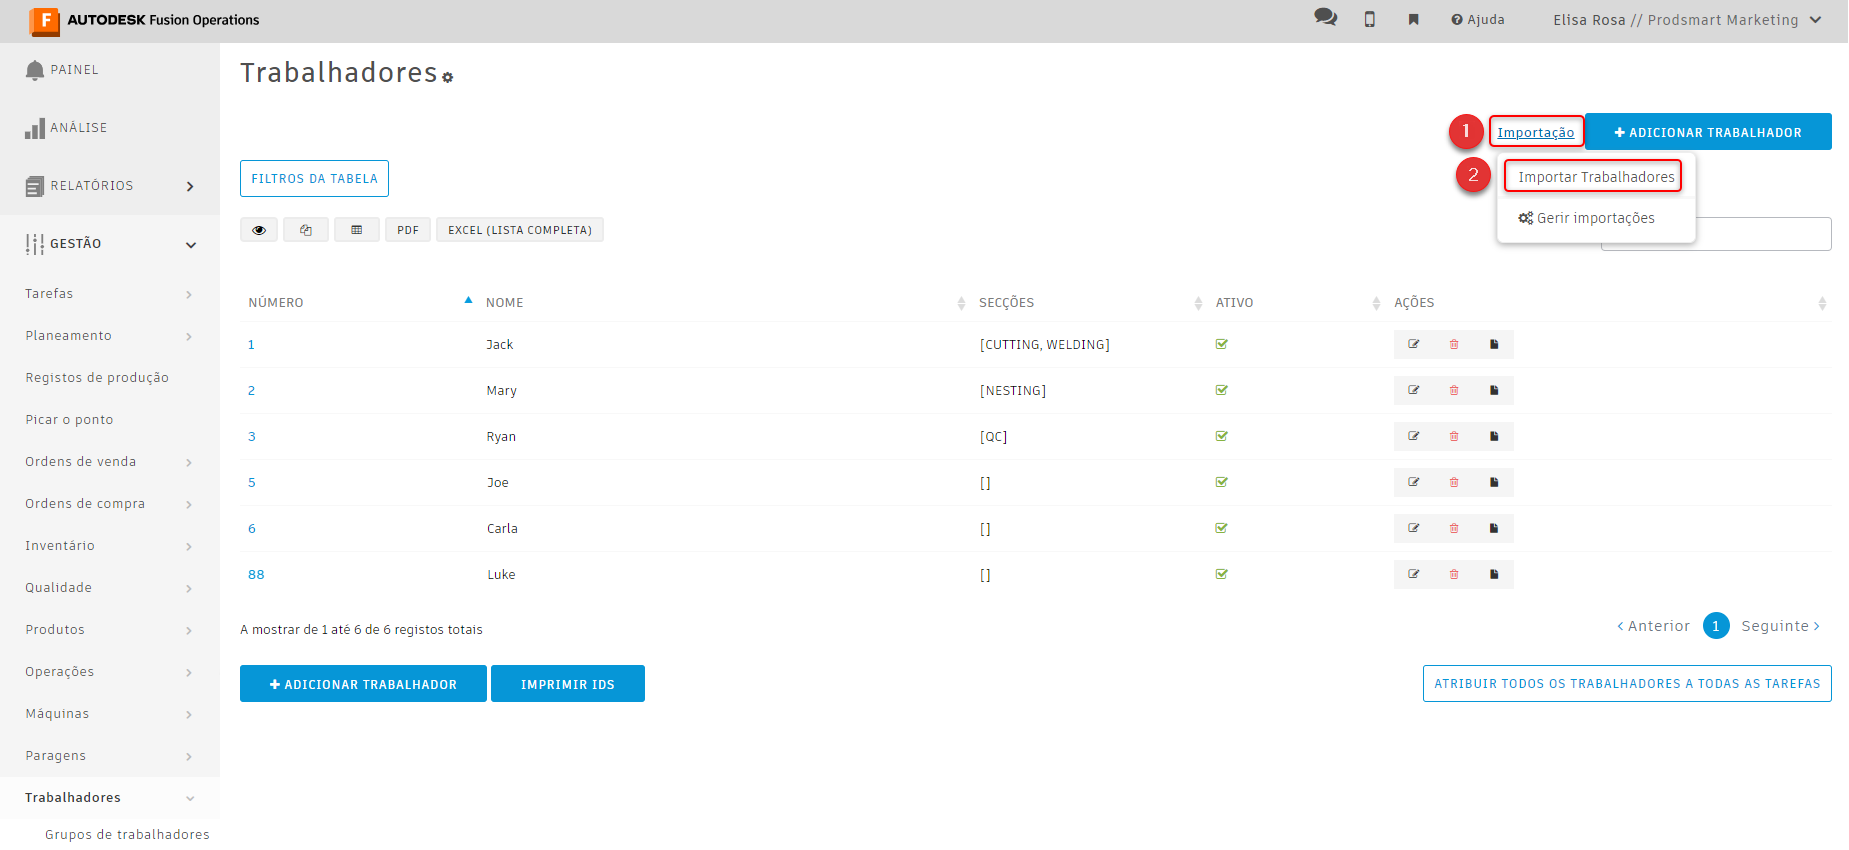 F AUTODESK Fusion Operations
Ajuda
Elisa Rosa // Prodsmart Marketing
PAINEL
ANÁLISE
RELATÓRIOS
GESTÃO
Tarefas
Planeamento
Registos de produção
Picar o ponto
Ordens de venda
Ordens de compra
Inventário
Qualidade
Produtos
Operações
Máquinas
Paragens
Trabalhadores
Grupos de trabalhadores
Trabalhadores
1 Importação + ADICIONAR TRABALHADOR
2 Importar Trabalhadores
Gerir importações
FILTROS DA TABELA
PDF EXCEL (LISTA COMPLETA)
NÚMERO NOME SECÇÕES ATIVO AÇÕES
1 Jack [CUTTING, WELDING]
2 Mary [NESTING]
3 Ryan [QC]
5 Joe []
6 Carla []
88 Luke []
A mostrar de 1 até 6 de 6 registos totais
< Anterior 1 Seguinte >
+ ADICIONAR TRABALHADOR IMPRIMIR IDS
ATRIBUIR TODOS OS TRABALHADORES A TODAS AS TAREFAS